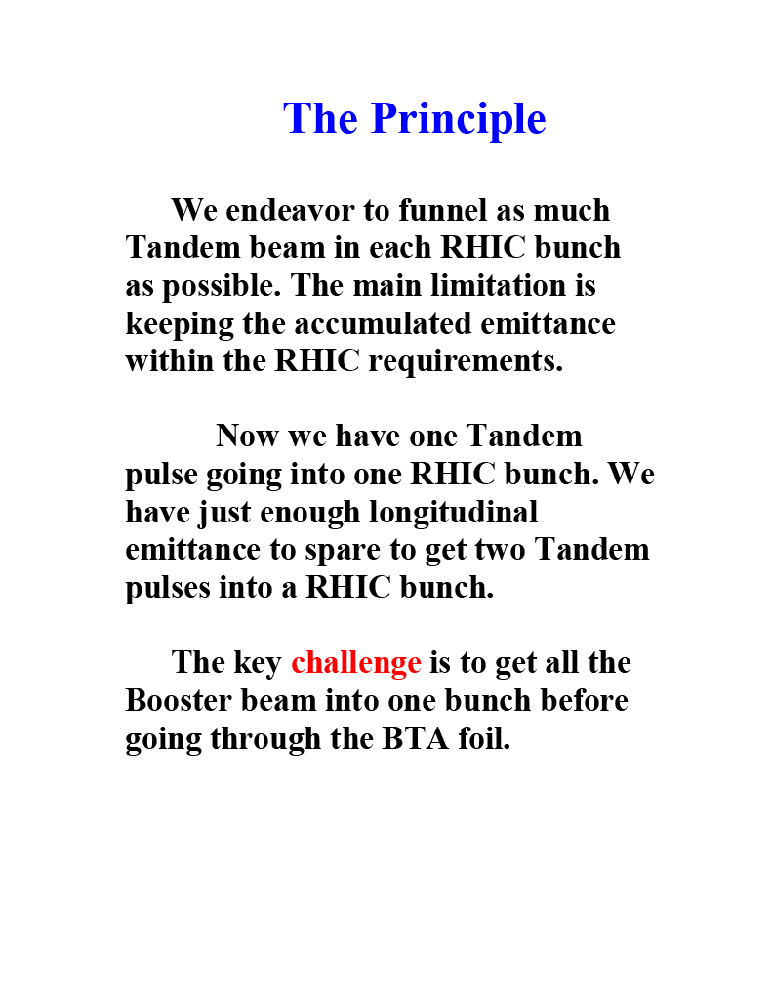 The Principle
We endeavor to funnel as much
Tandem beam in each RHIC bunch
as possible. The main limitation is
keeping the accumulated emittance
within the RHIC requirements.
Now we have one Tandem
pulse going into one RHIC bunch. We
have just enough longitudinal
emittance to spare to get two Tandem
pulses into a RHIC bunch.
The key challenge is to get all the
Booster beam into one bunch before
going through the BTA foil.